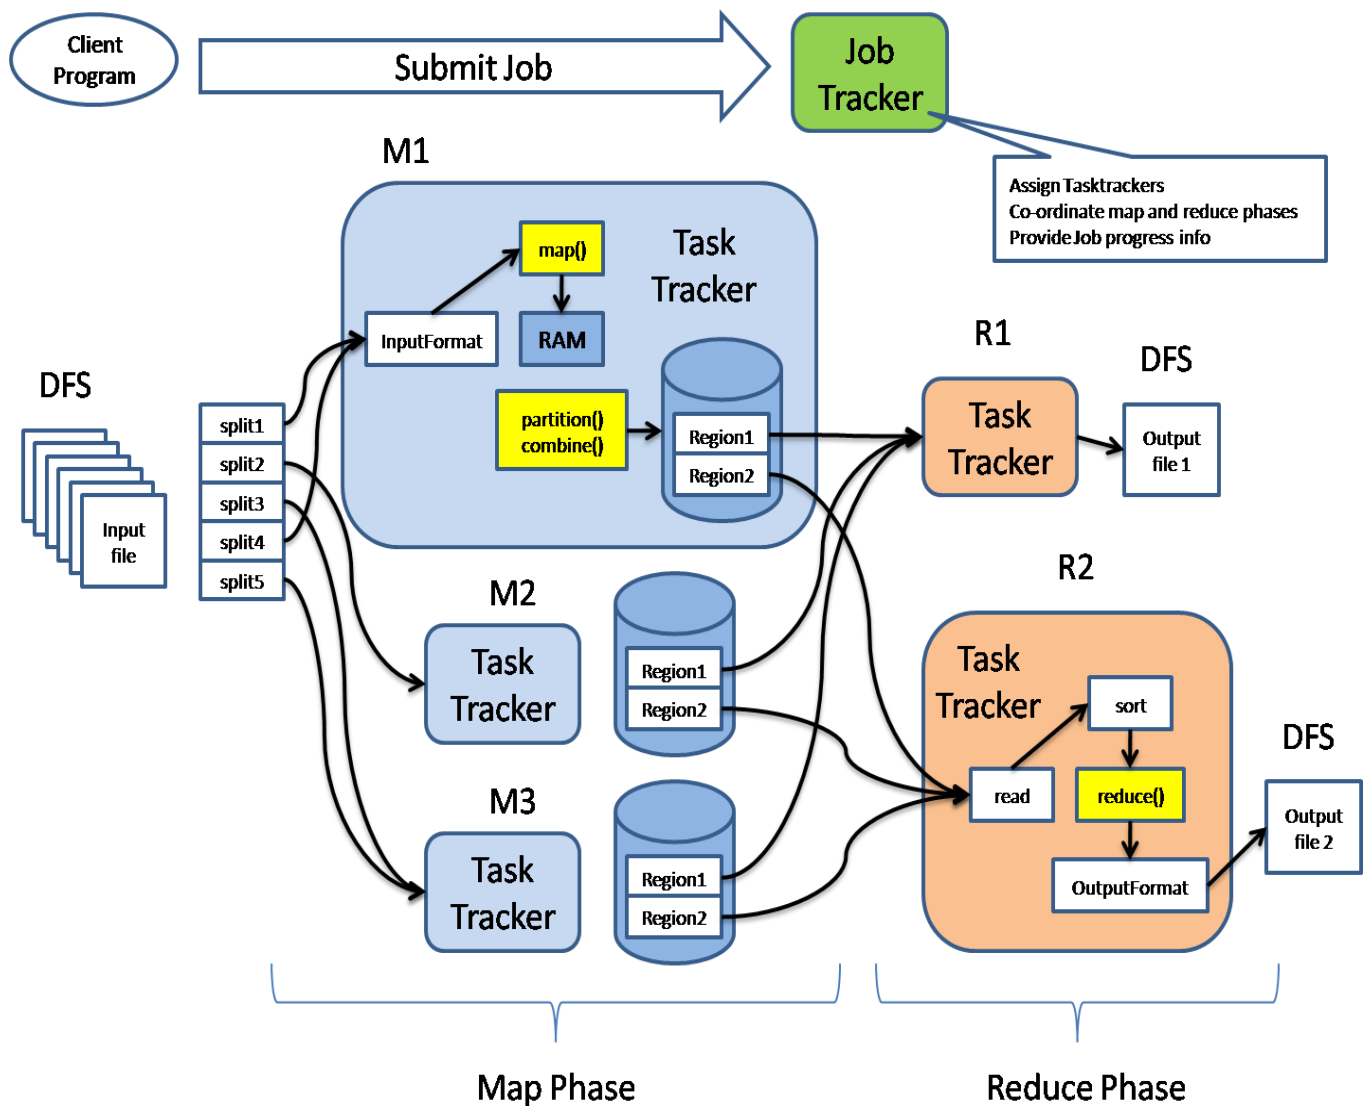 Client
Program
Submit Job
Job
Tracker
Assign Tasktrackers
Co-ordinate map and reduce phases
Provide Job progress info
M1
Task
Tracker
map()
InputFormat
RAM
partition()
combine()
Region1
Region2
DFS
Input
file
split1
split2
split3
split4
split5
M2
Task
Tracker
Region1
Region2
M3
Task
Tracker
Region1
Region2
R1
Task
Tracker
DFS
Output
file 1
R2
Task
Tracker
sort
read
reduce()
OutputFormat
DFS
Output
file 2
Map Phase
Reduce Phase